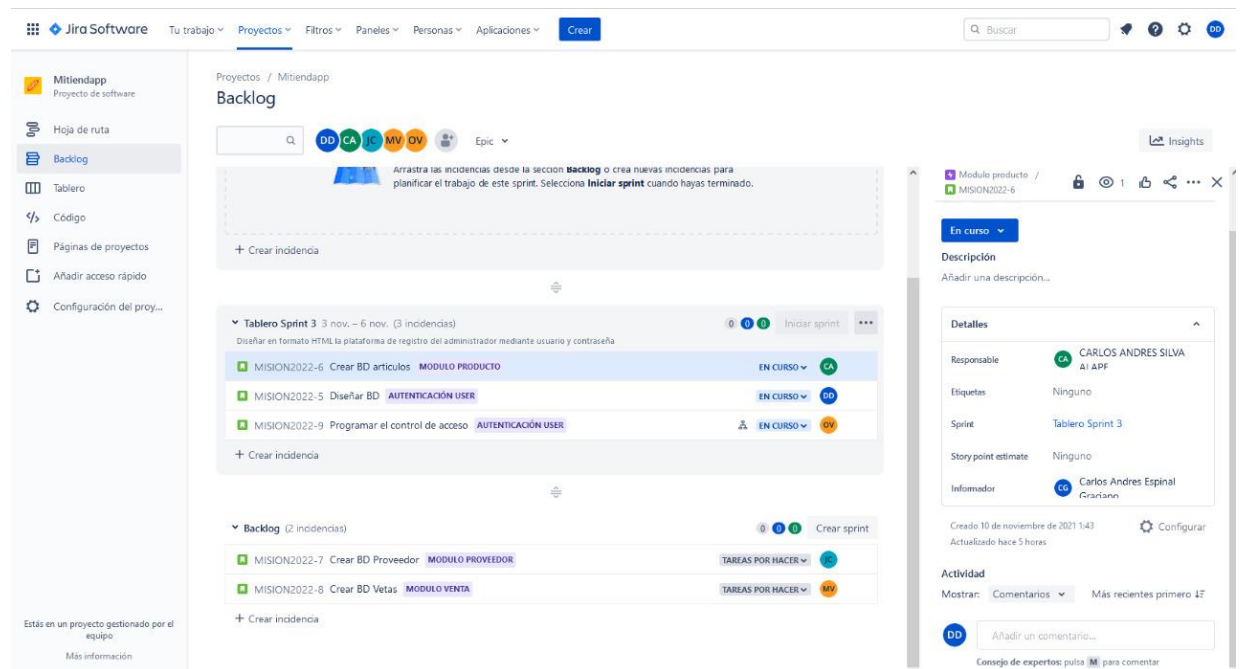 Jira Software Tu trabajo Proyectos Filtros Paneles Personas Aplicaciones Crear Buscar DD
Mitiendapp
Proyecto de software
Hoja de ruta
Backlog
Tablero
Código
Páginas de proyectos
Añadir acceso rápido
Configuración del proy...
Estás en un proyecto gestionado por el
equipo
Más información
Proyectos / Mitiendapp
Backlog
DD CA JC MV OV Epic Insights
Arrastra las incidencias desde la sección Backlog o crea nuevas incidencias para
planificar el trabajo de este sprint. Selecciona Iniciar sprint cuando hayas terminado.
+ Crear incidencia
Tablero Sprint 3 3 nov. – 6 nov. (3 incidencias) 0 0 0 Iniciar sprint
Diseñar en formato HTML la plataforma de registro del administrador mediante usuario y contraseña
MISION2022-6 Crear BD articulos MODULO PRODUCTO EN CURSO CA
MISION2022-5 Diseñar BD AUTENTICACIÓN USER EN CURSO DD
MISION2022-9 Programar el control de acceso AUTENTICACIÓN USER EN CURSO OV
+ Crear incidencia
Backlog (2 incidencias) 0 0 0 Crear sprint
MISION2022-7 Crear BD Proveedor MODULO PROVEEDOR TAREAS POR HACER JC
MISION2022-8 Crear BD Vetas MODULO VENTA TAREAS POR HACER MV
+ Crear incidencia
Modulo producto /
MISION2022-6 1
En curso
Descripción
Añadir una descripción...
Detalles
Responsable CA CARLOS ANDRES SILVA
ALAPE
Etiquetas Ninguno
Sprint Tablero Sprint 3
Story point estimate Ninguno
Informador CG Carlos Andres Espinal
Graciano
Creado 10 de noviembre de 2021 1:43 Configurar
Actualizado hace 5 horas
Actividad
Mostrar: Comentarios Más recientes primero
DD Añadir un comentario...
Consejo de expertos: pulsa M para comentar